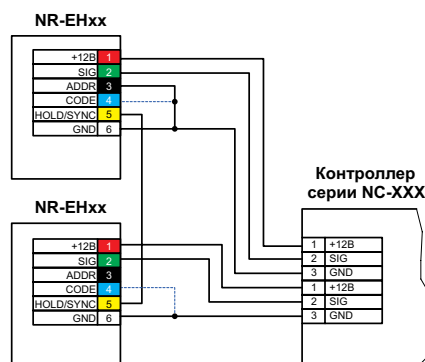 NR-EHxx
+12В 1
SIG 2
ADDR 3
CODE 4
HOLD/SYNC 5
GND 6
NR-EHxx
+12В 1
SIG 2
ADDR 3
CODE 4
HOLD/SYNC 5
GND 6
Контроллер
серии NC-XXX
1 +12В
2 SIG
3 GND
1 +12В
2 SIG
3 GND